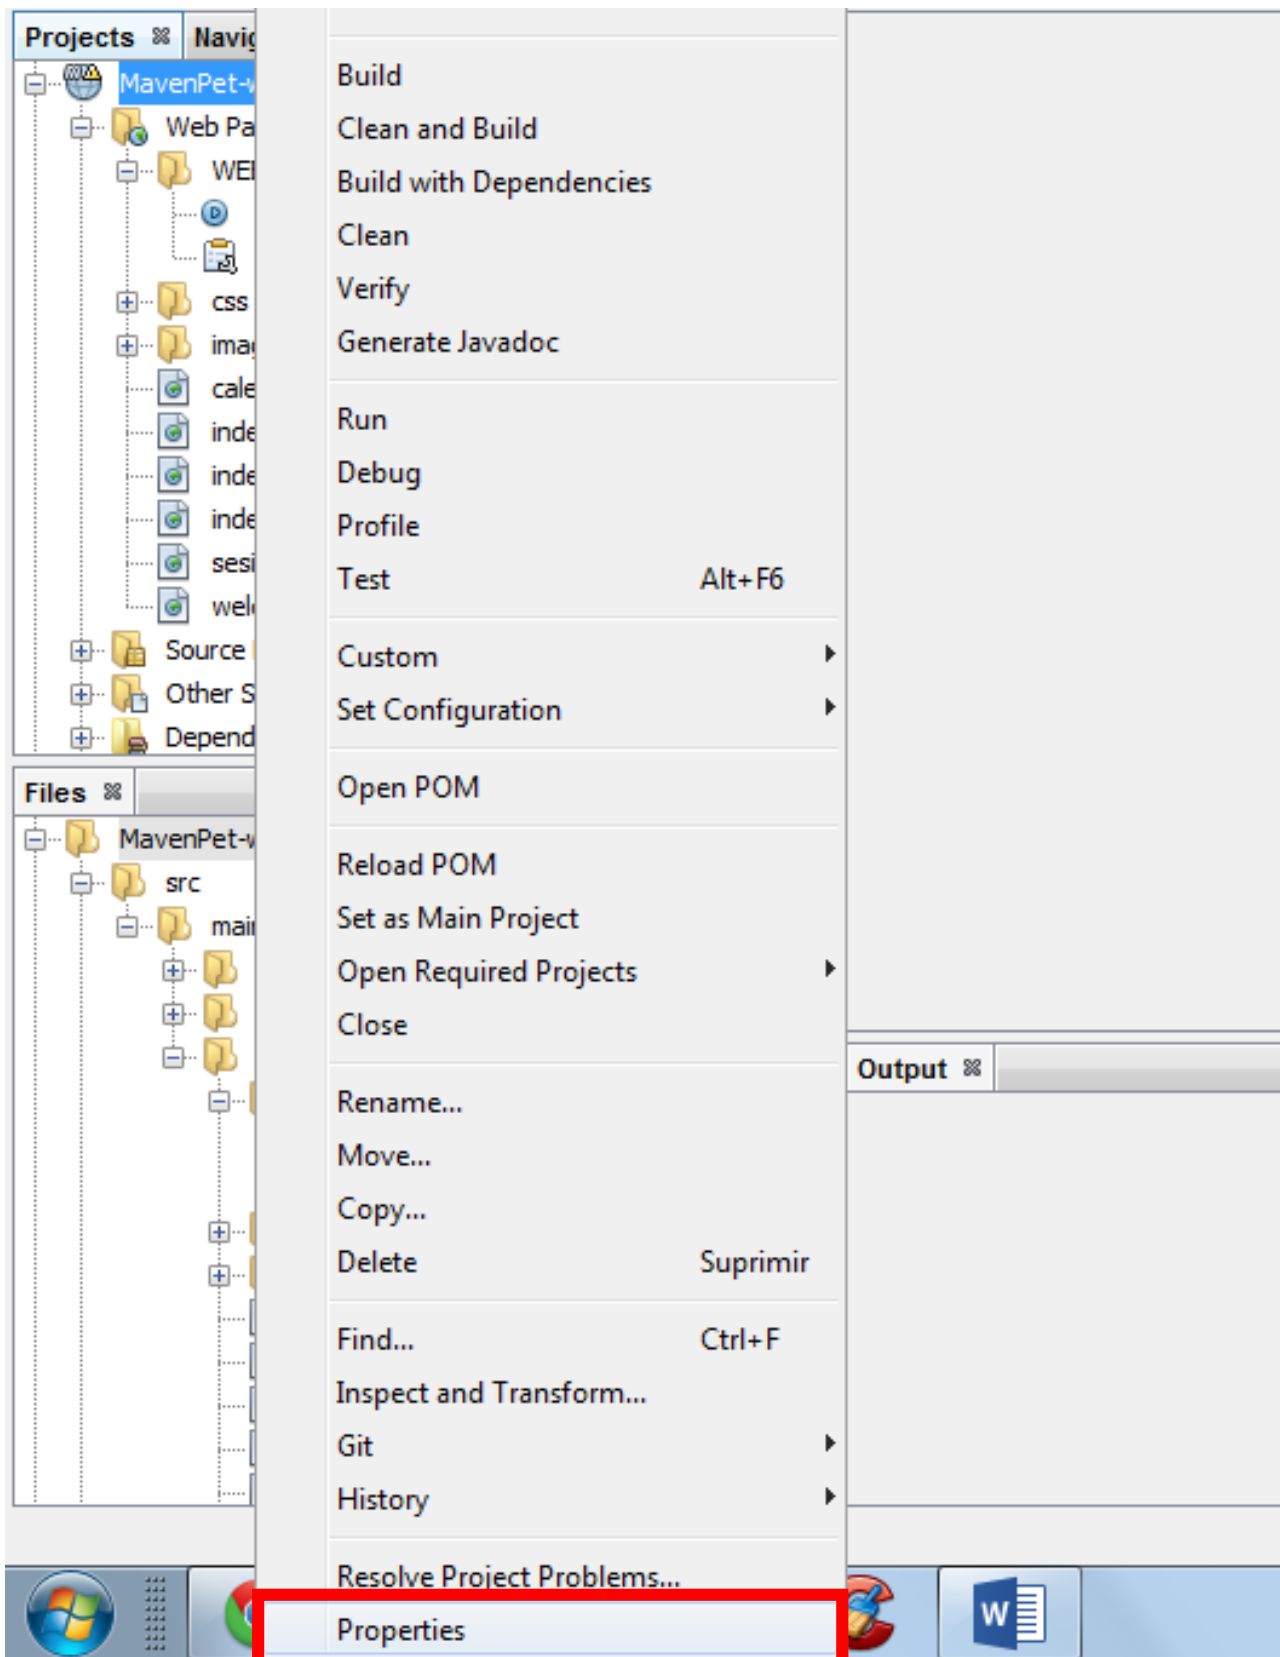 Projects
MavenPet-
Web Pa
WE
css
ima
cale
inde
inde
inde
sesi
wel
Source
Other S
Depend
Files
MavenPet-
src
mai
Build
Clean and Build
Build with Dependencies
Clean
Verify
Generate Javadoc
Run
Debug
Profile
Test Alt+F6
Custom
Set Configuration
Open POM
Reload POM
Set as Main Project
Open Required Projects
Close
Rename...
Move...
Copy...
Delete Suprimir
Find... Ctrl+F
Inspect and Transform...
Git
History
Resolve Project Problems...
Properties
Output
W